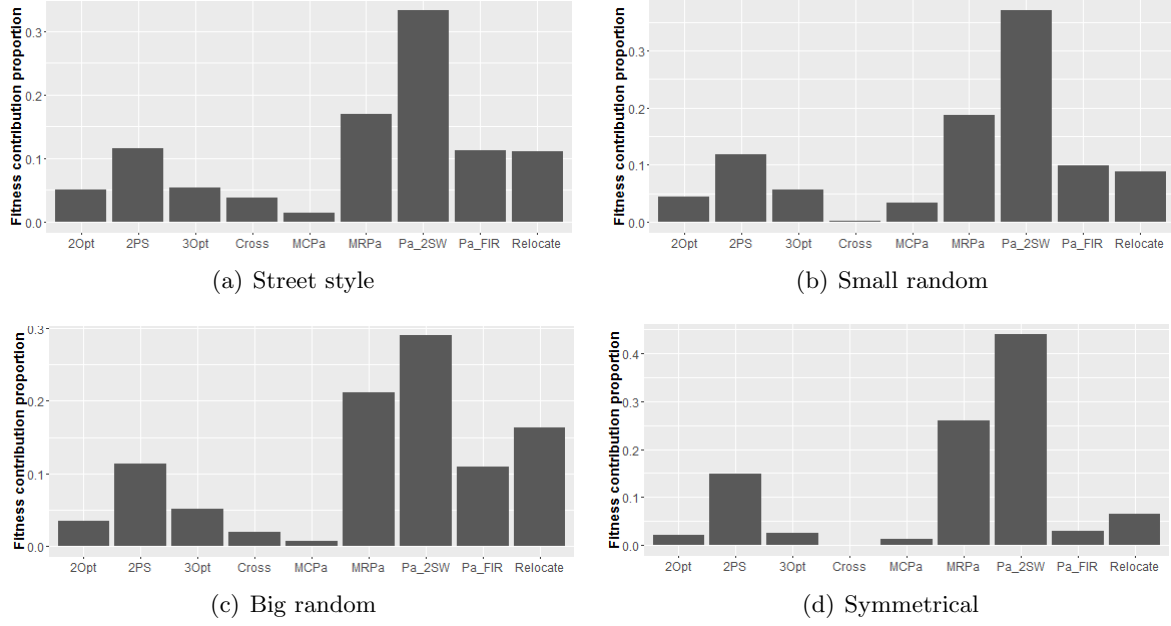 Fitness contribution proportion
0.3
0.2
0.1
0.0
2Opt 2PS 3Opt Cross MCPa MRPa Pa_2SW Pa_FIR Relocate
(a) Street style
Fitness contribution proportion
0.3
0.2
0.1
0.0
2Opt 2PS 3Opt Cross MCPa MRPa Pa_2SW Pa_FIR Relocate
(b) Small random
Fitness contribution proportion
0.3
0.2
0.1
0.0
2Opt 2PS 3Opt Cross MCPa MRPa Pa_2SW Pa_FIR Relocate
(c) Big random
Fitness contribution proportion
0.4
0.3
0.2
0.1
0.0
2Opt 2PS 3Opt Cross MCPa MRPa Pa_2SW Pa_FIR Relocate
(d) Symmetrical